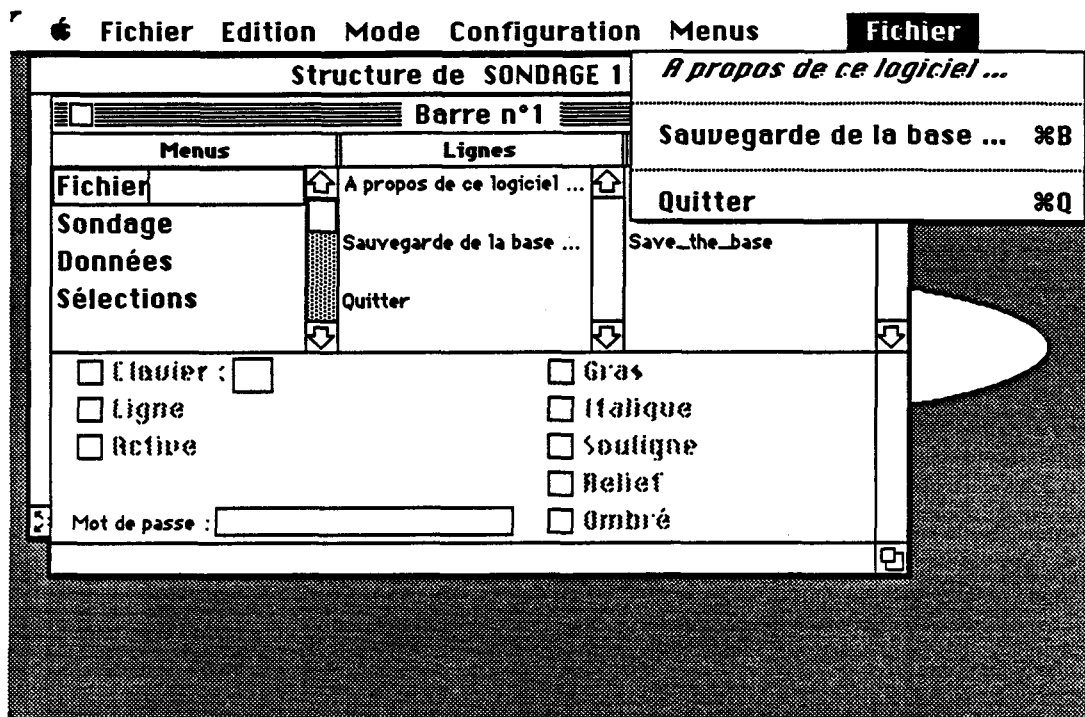 Fichier Edition Mode Configuration Menus Fichier
A propos de ce logiciel ...
Sauvegarde de la base ... ⌘B
Quitter ⌘Q
Structure de SONDAGE 1
Barre n°1
Menus Lignes
Fichier
Sondage
Données
Sélections
A propos de ce logiciel ...
Sauvegarde de la base ...
Quitter
Save_the_base
Clavier :
Ligne
Active
Gras
Italique
Souligne
Relief
Ombré
Mot de passe :